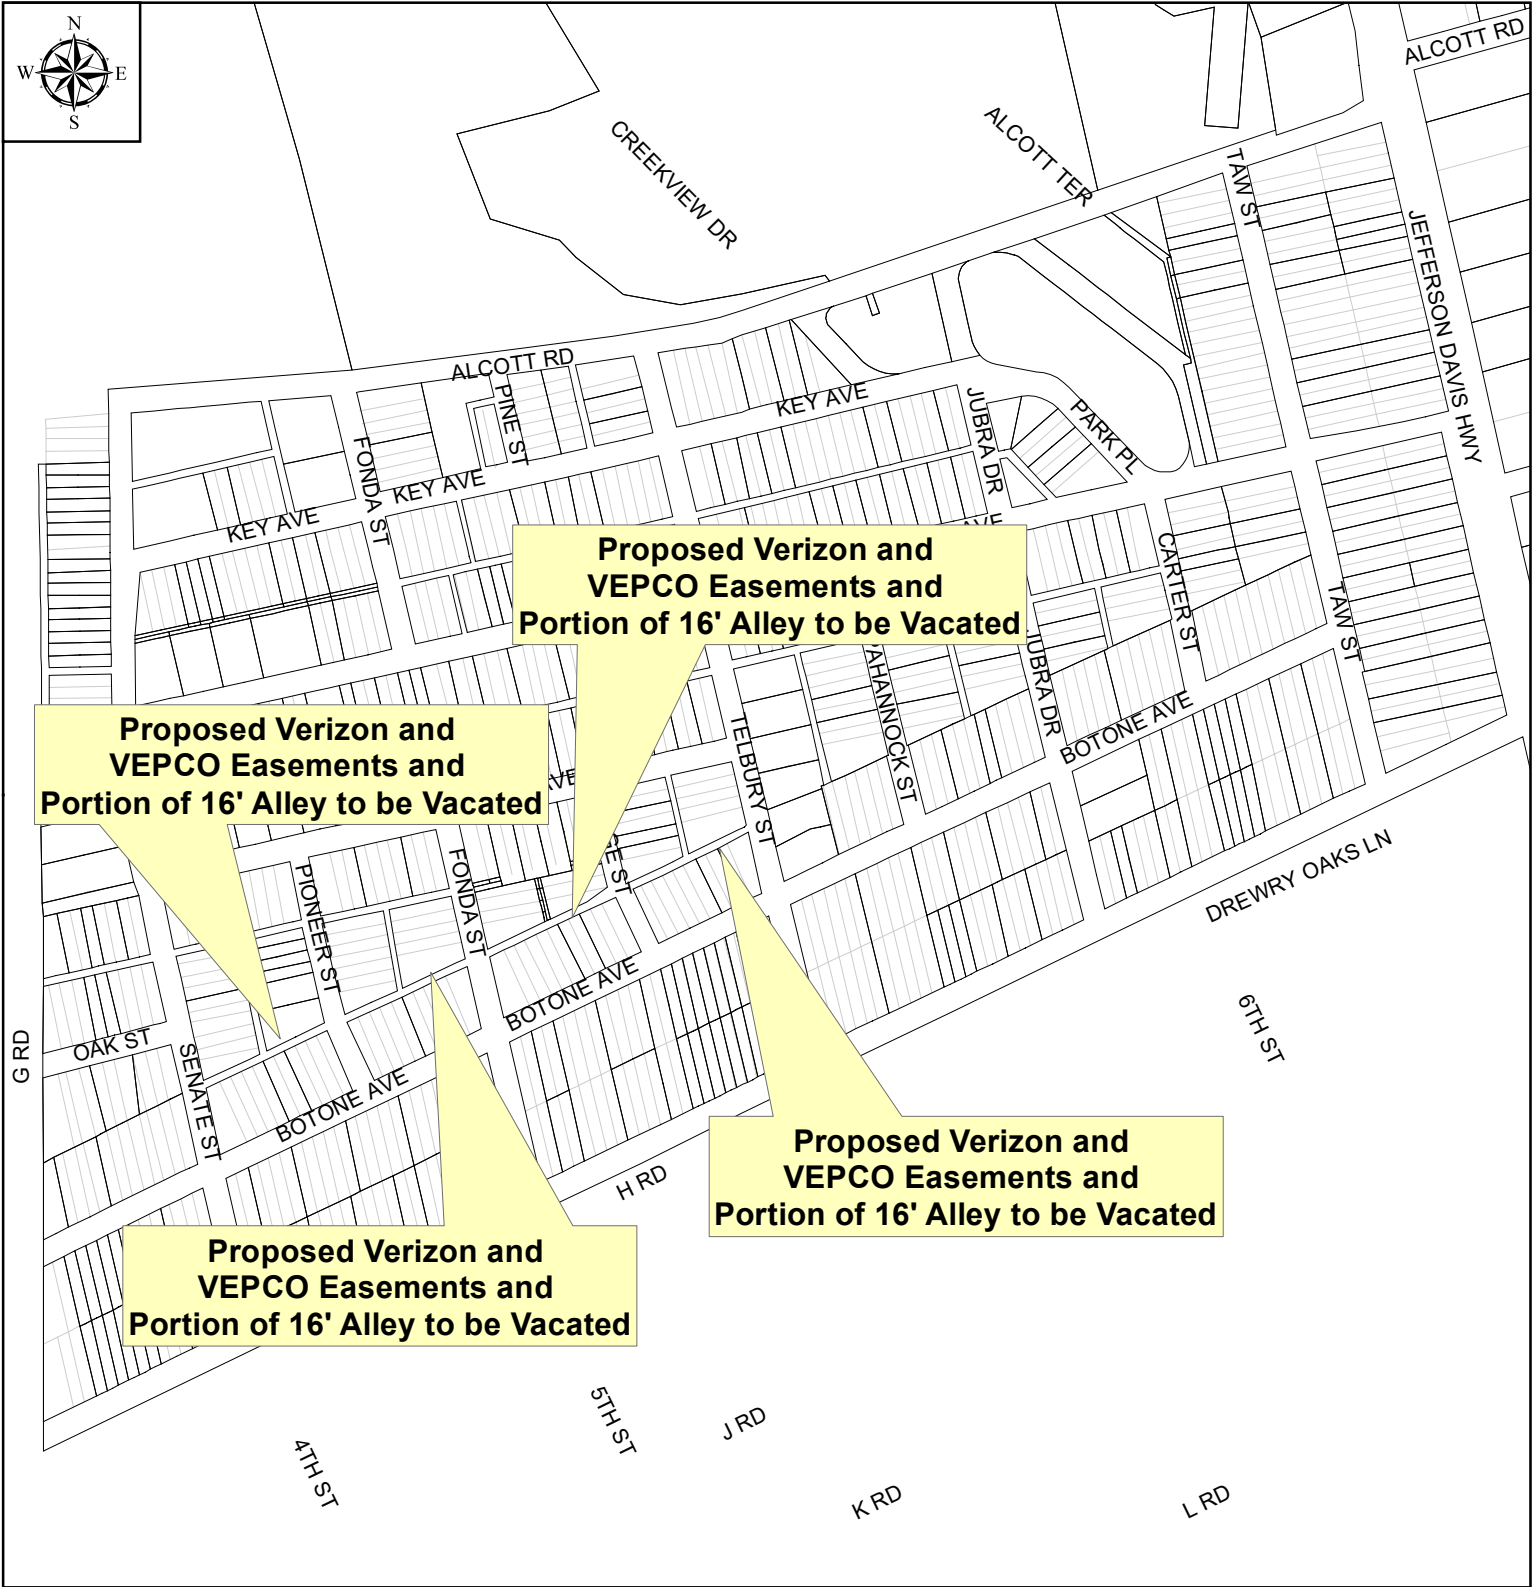 N
W E
S
ALCOTT RD
CREEKVIEW DR
ALCOTT TER
TAW ST
JEFFERSON DAVIS HWY
ALCOTT RD
PINE ST
KEY AVE
JUBRA DR
PARK PL
FONDA ST
KEY AVE
KEY AVE
AVE
CARTER ST
TAW ST
Proposed Verizon and
VEPCO Easements and
Portion of 16' Alley to be Vacated
JUBRA DR
AHANNOCK ST
BOTONE AVE
TELBURY ST
Proposed Verizon and
VEPCO Easements and
Portion of 16' Alley to be Vacated
AVE
GE ST
PIONEER ST
FONDA ST
DREWRY OAKS LN
BOTONE AVE
6TH ST
G RD
OAK ST
SENATE ST
BOTONE AVE
Proposed Verizon and
VEPCO Easements and
Portion of 16' Alley to be Vacated
H RD
Proposed Verizon and
VEPCO Easements and
Portion of 16' Alley to be Vacated
4TH ST
5TH ST
J RD
K RD
L RD